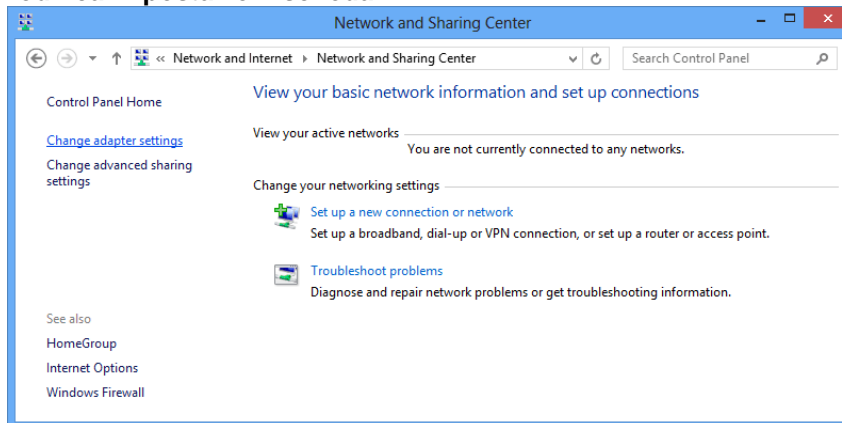 Network and Sharing Center
« Network and Internet ▸ Network and Sharing Center
Search Control Panel
Control Panel Home
Change adapter settings
Change advanced sharing
settings
See also
HomeGroup
Internet Options
Windows Firewall
View your basic network information and set up connections
View your active networks
You are not currently connected to any networks.
Change your networking settings
Set up a new connection or network
Set up a broadband, dial-up or VPN connection, or set up a router or access point.
Troubleshoot problems
Diagnose and repair network problems or get troubleshooting information.